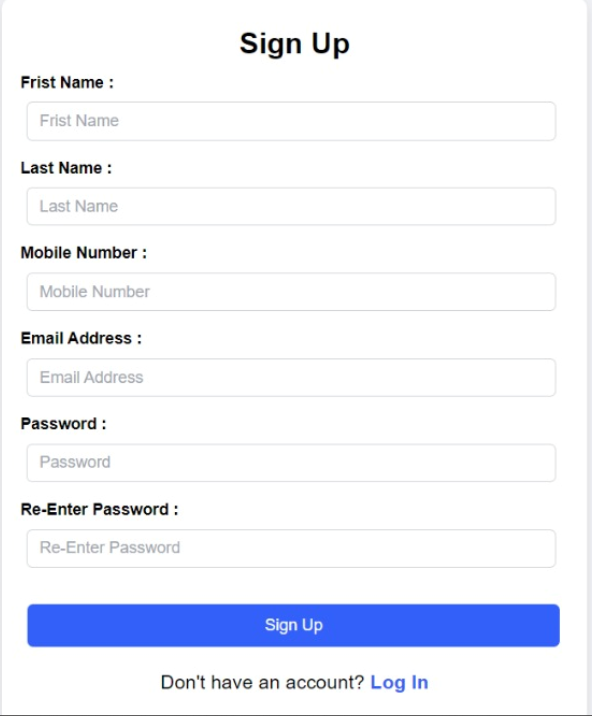 Sign Up
Frist Name :
Frist Name
Last Name :
Last Name
Mobile Number :
Mobile Number
Email Address :
Email Address
Password :
Password
Re-Enter Password :
Re-Enter Password
Sign Up
Don't have an account? Log In